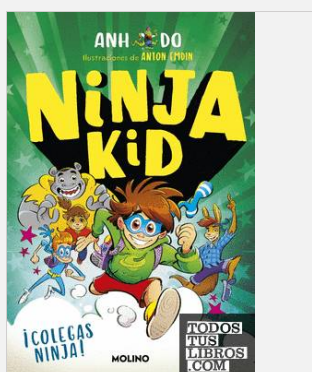 ANH DO
Ilustraciones de ANTON EMDIN
NiNJA
KiD
¡COLEGAS
NINJA!
MOLINO
TODOS
TUS
LIBROS
.COM